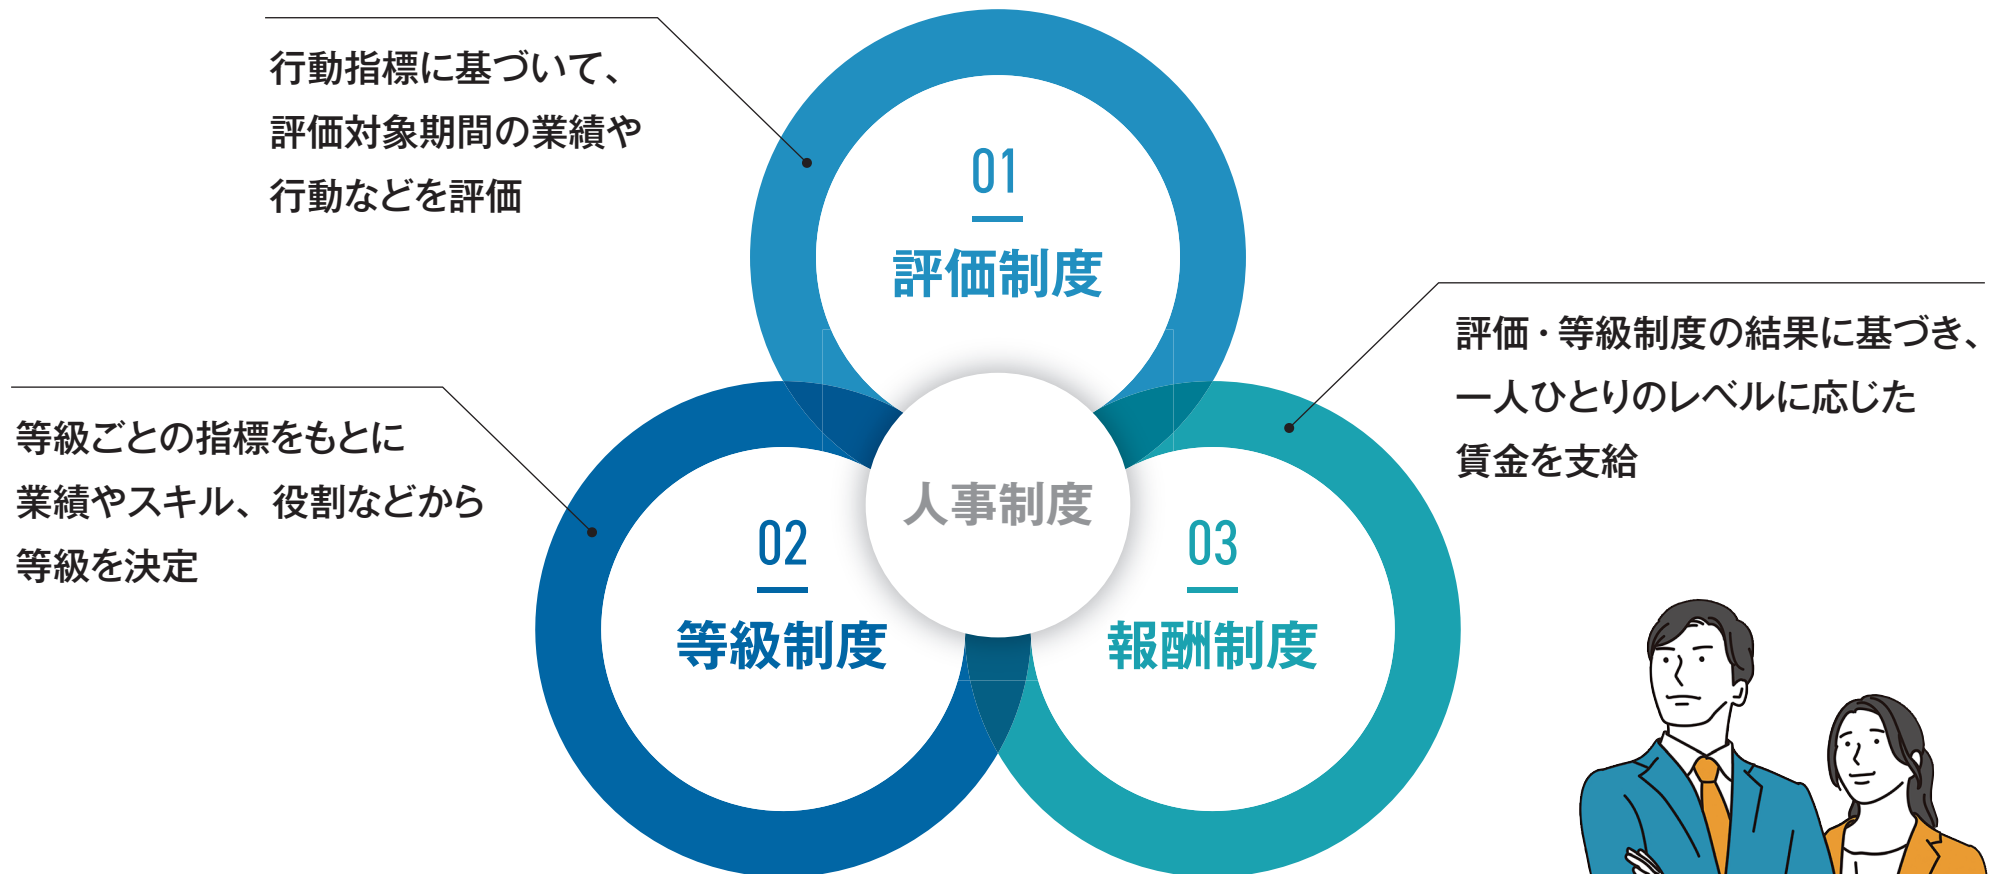 行動指標に基づいて、
評価対象期間の業績や
行動などを評価
01
評価制度
評価・等級制度の結果に基づき、
一人ひとりのレベルに応じた
賃金を支給
等級ごとの指標をもとに
業績やスキル、役割などから
等級を決定
人事制度
02
等級制度
03
報酬制度